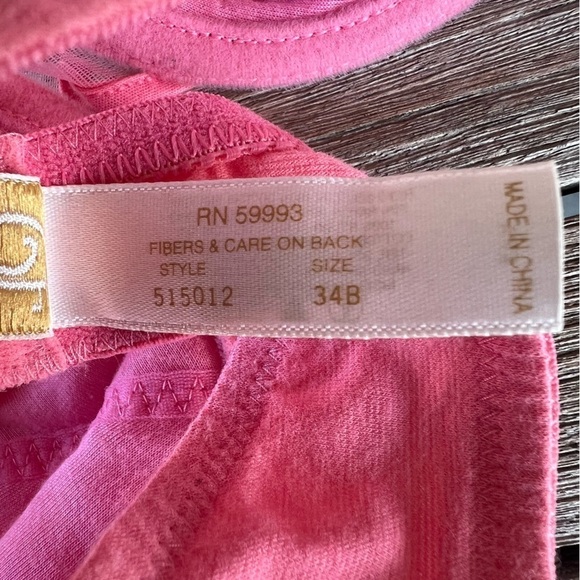 RN 59993
FIBERS & CARE ON BACK
STYLE SIZE
515012 34B
MADE IN CHINA